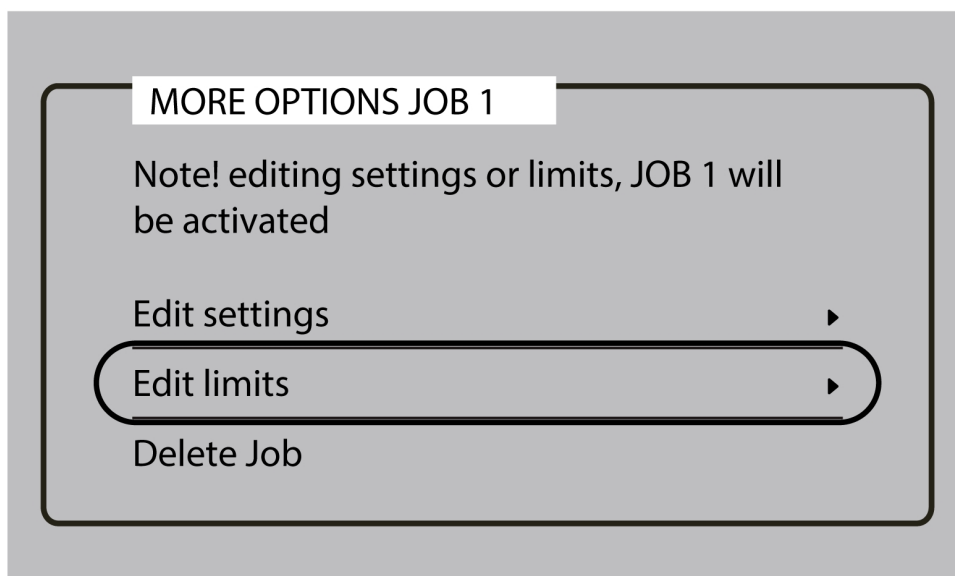 MORE OPTIONS JOB 1
Note! editing settings or limits, JOB 1 will
be activated
Edit settings
Edit limits
Delete Job